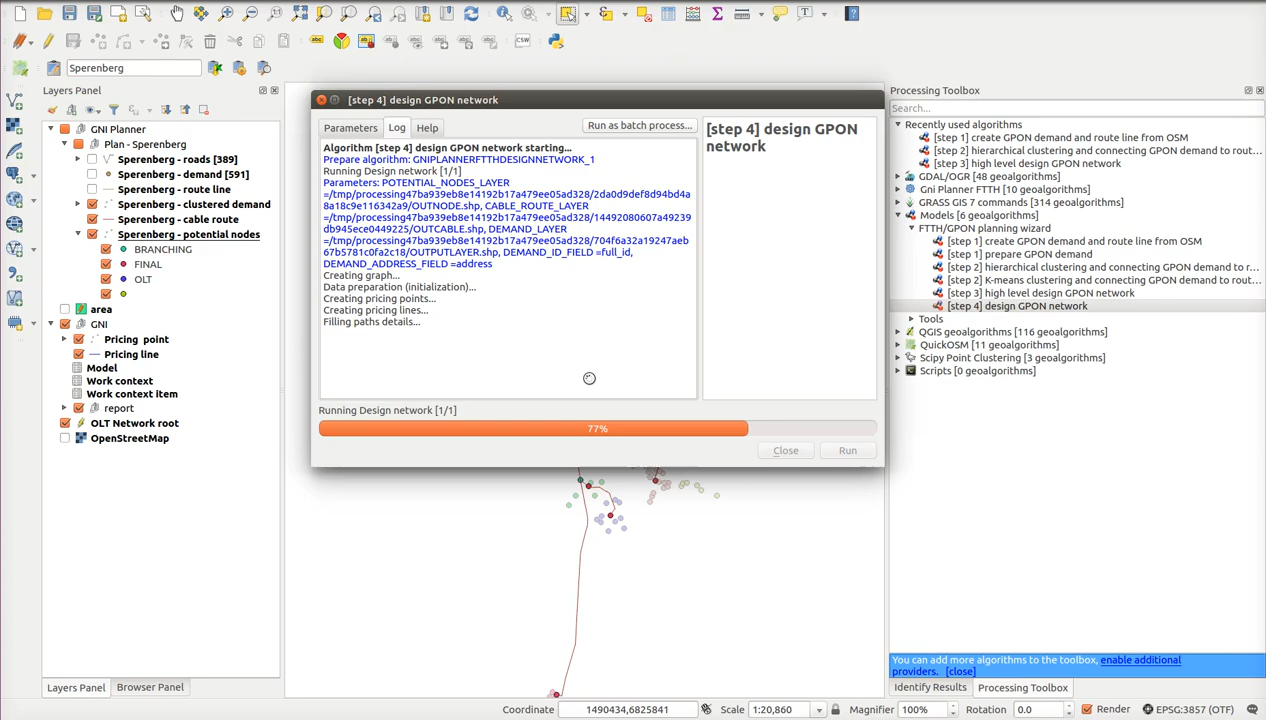 Sperenberg
Layers Panel
GNI Planner
Plan - Sperenberg
Sperenberg - roads [389]
Sperenberg - demand [591]
Sperenberg - route line
Sperenberg - clustered demand
Sperenberg - cable route
Sperenberg - potential nodes
BRANCHING
FINAL
OLT
area
GNI
Pricing point
Pricing line
Model
Work context
Work context item
report
OLT Network root
OpenStreetMap
Layers Panel
Browser Panel
[step 4] design GPON network
Parameters
Log
Help
Run as batch process...
Algorithm [step 4] design GPON network starting...
Prepare algorithm: GNIPLANNERFTTHDESIGNNETWORK_1
Running Design network [1/1]
Parameters: POTENTIAL_NODES_LAYER
=/tmp/processing47ba939eb8e14192b17a479ee05ad328/2da0d9def8d94bd4a
8a18c9e116342a9/OUTNODE.shp, CABLE_ROUTE_LAYER
=/tmp/processing47ba939eb8e14192b17a479ee05ad328/14492080607a49239
db945ece0449225/OUTCABLE.shp, DEMAND_LAYER
=/tmp/processing47ba939eb8e14192b17a479ee05ad328/704f6a32a19247aeb
67b5781c0fa2c18/OUTPUTLAYER.shp, DEMAND_ID_FIELD =full_id,
DEMAND_ADDRESS_FIELD =address
Creating graph...
Data preparation (initialization)...
Creating pricing points...
Creating pricing lines...
Filling paths details...
[step 4] design GPON
network
Running Design network [1/1]
77%
Close
Run
Processing Toolbox
Search...
Recently used algorithms
[step 1] create GPON demand and route line from OSM
[step 2] hierarchical clustering and connecting GPON demand to rout...
[step 3] high level design GPON network
GDAL/OGR [48 geoalgorithms]
Gni Planner FTTH [10 geoalgorithms]
GRASS GIS 7 commands [314 geoalgorithms]
Models [6 geoalgorithms]
FTTH/GPON planning wizard
[step 1] create GPON demand and route line from OSM
[step 1] prepare GPON demand
[step 2] hierarchical clustering and connecting GPON demand to r...
[step 2] K-means clustering and connecting GPON demand to rout...
[step 3] high level design GPON network
[step 4] design GPON network
Tools
QGIS geoalgorithms [116 geoalgorithms]
QuickOSM [11 geoalgorithms]
Scipy Point Clustering [3 geoalgorithms]
Scripts [0 geoalgorithms]
You can add more algorithms to the toolbox, enable additional
providers. [close]
Identify Results
Processing Toolbox
Coordinate
1490434,6825841
Scale
1:20,860
Magnifier
100%
Rotation
0.0
Render
EPSG:3857 (OTF)